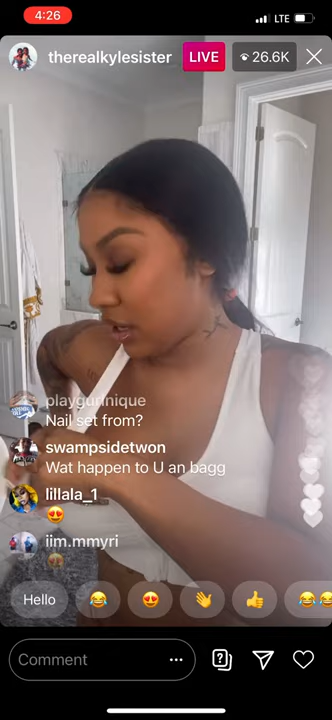 4:26
LTE
therealkylesister
LIVE
26.6K
playgurlnique
Nail set from?
swampsidetwon
Wat happen to U an bagg
lillala_1
iim.mmyri
Hello
Comment